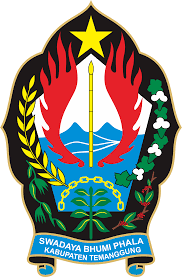 SWADAYA BHUMI PHALA
KABUPATEN TEMANGGUNG